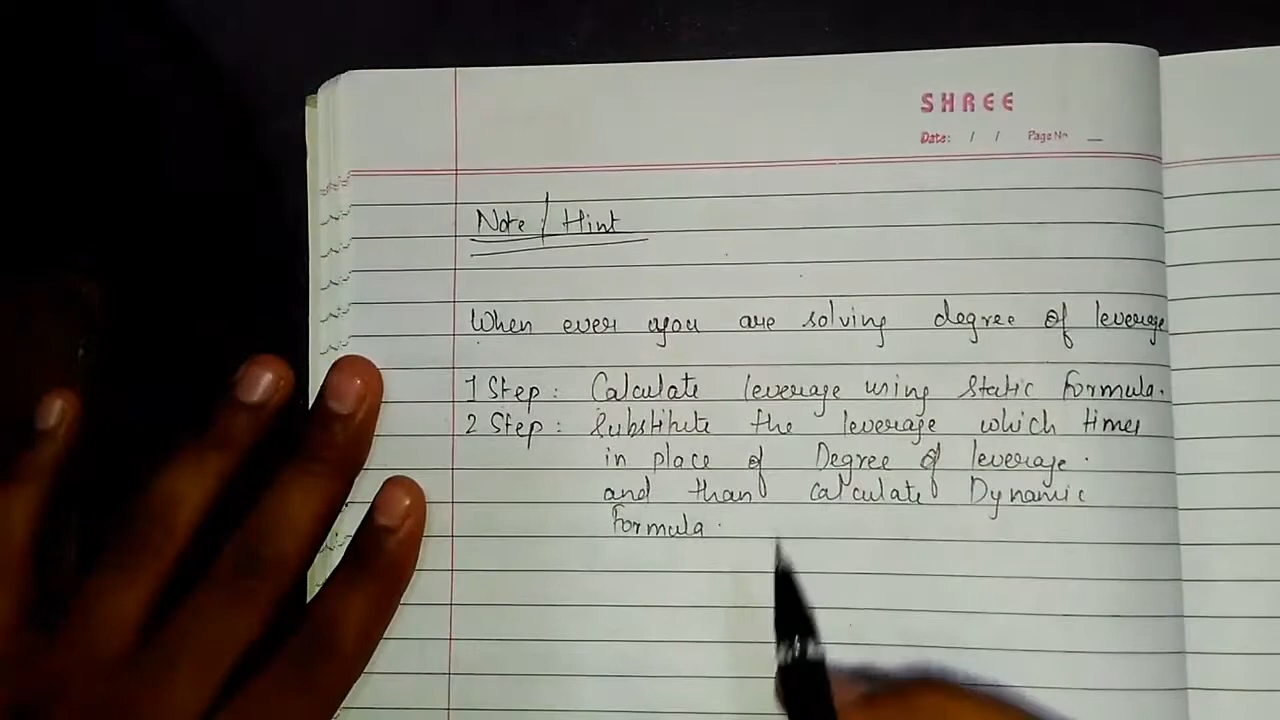 SHREE
Date: / / Page No
Note / Hint
When ever you are solving degree of leverage
1 Step : Calculate leverage using Static Formula.
2 Step : Substitute the leverage which times
in place of Degree of leverage.
and than calculate Dynamic
Formula.